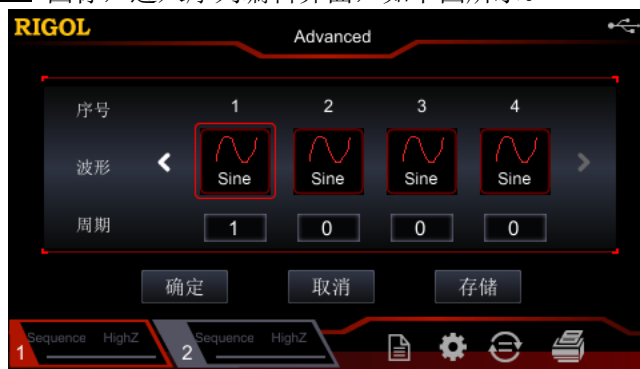 RIGOL
Advanced
序号 1 2 3 4
波形 Sine Sine Sine Sine
周期 1 0 0 0
确定 取消 存储
1 Sequence HighZ 2 Sequence HighZ